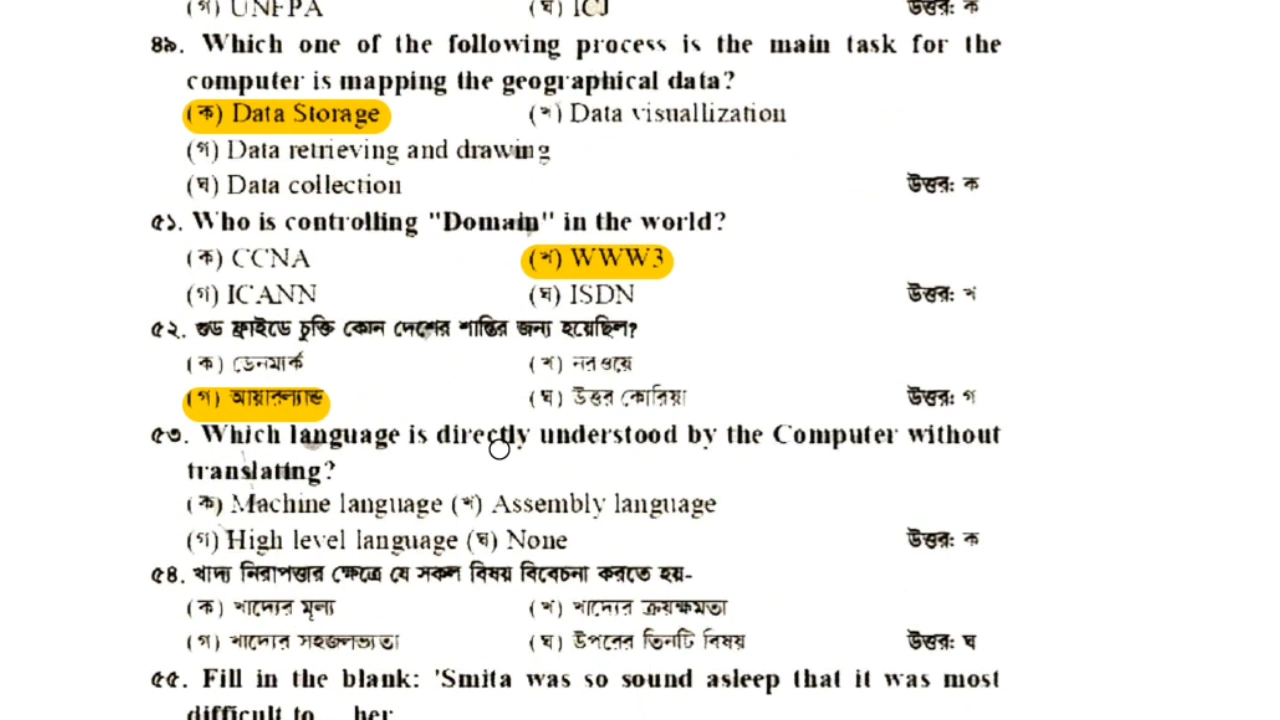 (গ) UNFPA (ঘ) ICJ উত্তর: ক
৪৯. Which one of the following process is the main task for the
computer is mapping the geographical data?
(ক) Data Storage (খ) Data visuallization
(গ) Data retrieving and drawing
(ঘ) Data collection উত্তর: ক
৫১. Who is controlling "Domain" in the world?
(ক) CCNA (খ) WWW3
(গ) ICANN (ঘ) ISDN উত্তর: খ
৫২. গুড ফ্রাইডে চুক্তি কোন দেশের শান্তির জন্য হয়েছিল?
(ক) ডেনমার্ক (খ) নরওয়ে
(গ) আয়ারল্যান্ড (ঘ) উত্তর কোরিয়া উত্তর: গ
৫৩. Which language is directly understood by the Computer without
translating?
(ক) Machine language (খ) Assembly language
(গ) High level language (ঘ) None উত্তর: ক
৫৪. খাদ্য নিরাপত্তার ক্ষেত্রে যে সকল বিষয় বিবেচনা করতে হয়-
(ক) খাদ্যের মূল্য (খ) খাদ্যের ক্রয়ক্ষমতা
(গ) খাদ্যের সহজলভ্যতা (ঘ) উপরের তিনটি বিষয় উত্তর: ঘ
৫৫. Fill in the blank: 'Smita was so sound asleep that it was most
difficult to __ her